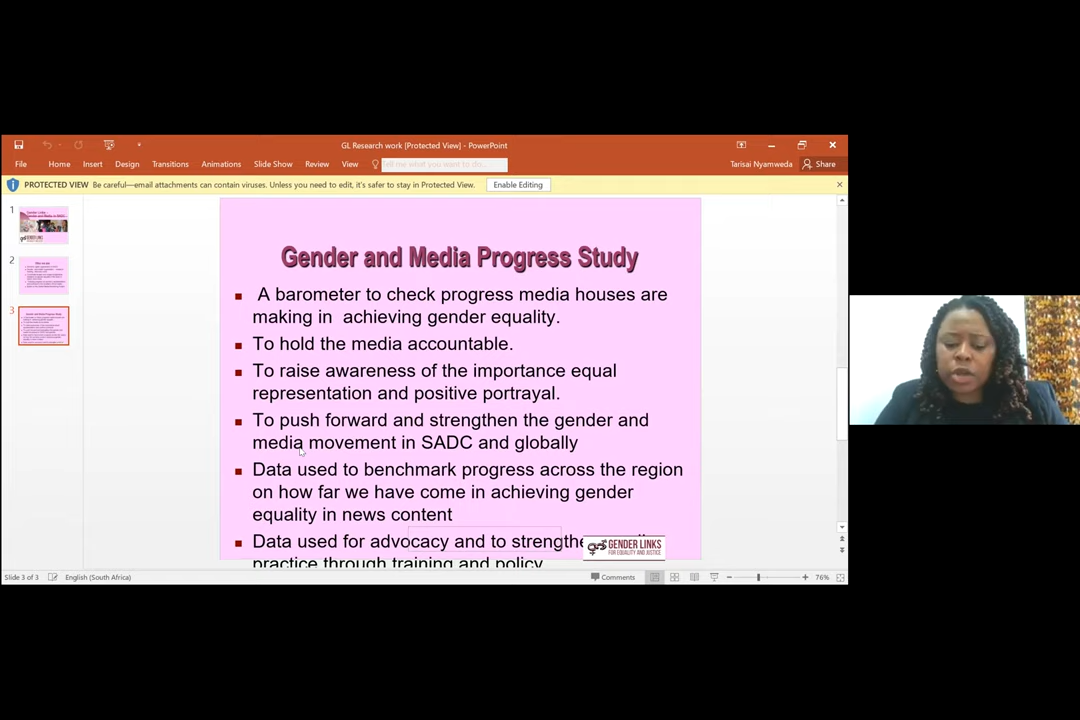 GL Research work [Protected View] - PowerPoint
File Home Insert Design Transitions Animations Slide Show Review View Tell me what you want to do... Tarisai Nyamweda Share
PROTECTED VIEW Be careful—email attachments can contain viruses. Unless you need to edit, it's safer to stay in Protected View. Enable Editing
1
2
3
Gender and Media Progress Study
A barometer to check progress media houses are
making in achieving gender equality.
To hold the media accountable.
To raise awareness of the importance equal
representation and positive portrayal.
To push forward and strengthen the gender and
media movement in SADC and globally
Data used to benchmark progress across the region
on how far we have come in achieving gender
equality in news content
Data used for advocacy and to strengthe
practice through training and policy
GENDER LINKS
FOR EQUALITY AND JUSTICE
Slide 3 of 3 English (South Africa) Comments 76%